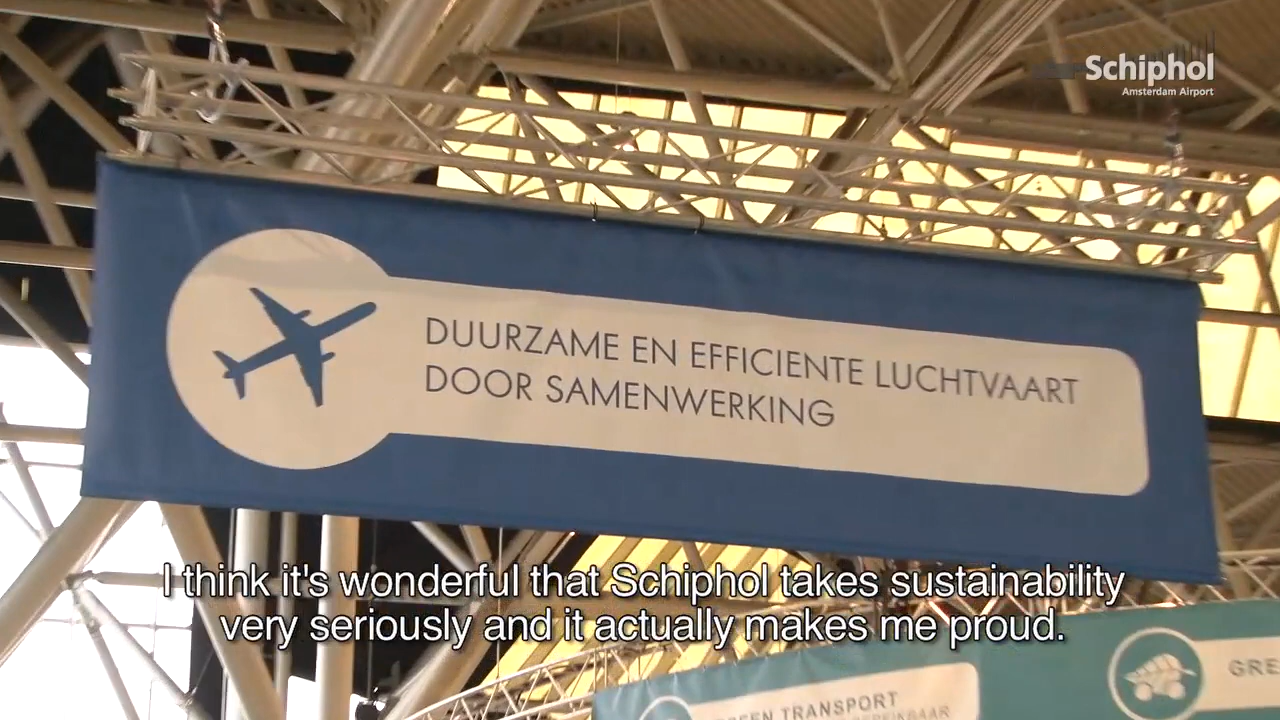 Schiphol
Amsterdam Airport
DUURZAME EN EFFICIENTE LUCHTVAART
DOOR SAMENWERKING
I think it's wonderful that Schiphol takes sustainability
very seriously and it actually makes me proud.
TRANSPORT